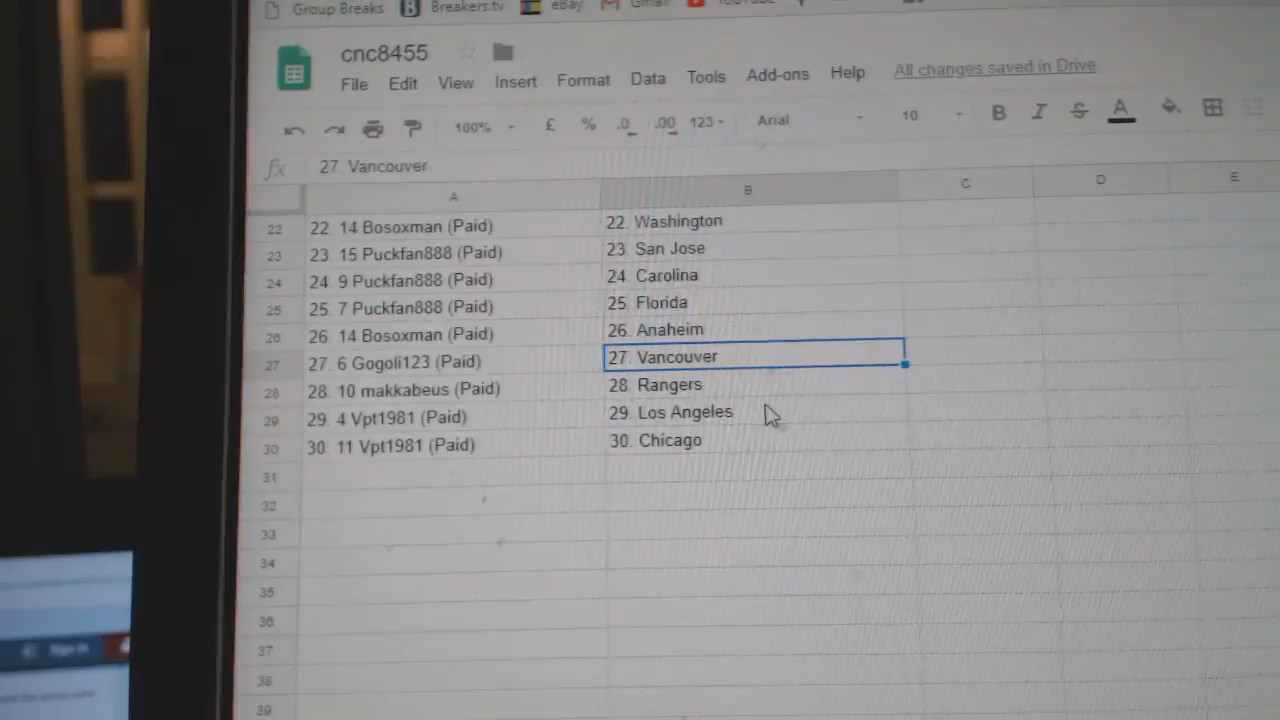 Group Breaks B Breakers.tv eBay Gmail
cnc8455
File Edit View Insert Format Data Tools Add-ons Help All changes saved in Drive
100% £ % .0 .00 123 Arial 10 B I S A
fx 27. Vancouver
A B C D E
22 22. 14 Bosoxman (Paid) 22. Washington
23 23. 15 Puckfan888 (Paid) 23. San Jose
24 24. 9 Puckfan888 (Paid) 24. Carolina
25 25. 7 Puckfan888 (Paid) 25. Florida
26 26. 14 Bosoxman (Paid) 26. Anaheim
27 27. 6 Gogoli123 (Paid) 27. Vancouver
28 28. 10 makkabeus (Paid) 28. Rangers
29 29. 4 Vpt1981 (Paid) 29. Los Angeles
30 30. 11 Vpt1981 (Paid) 30. Chicago
31
32
33
34
35
36
37
38
39
Sign in